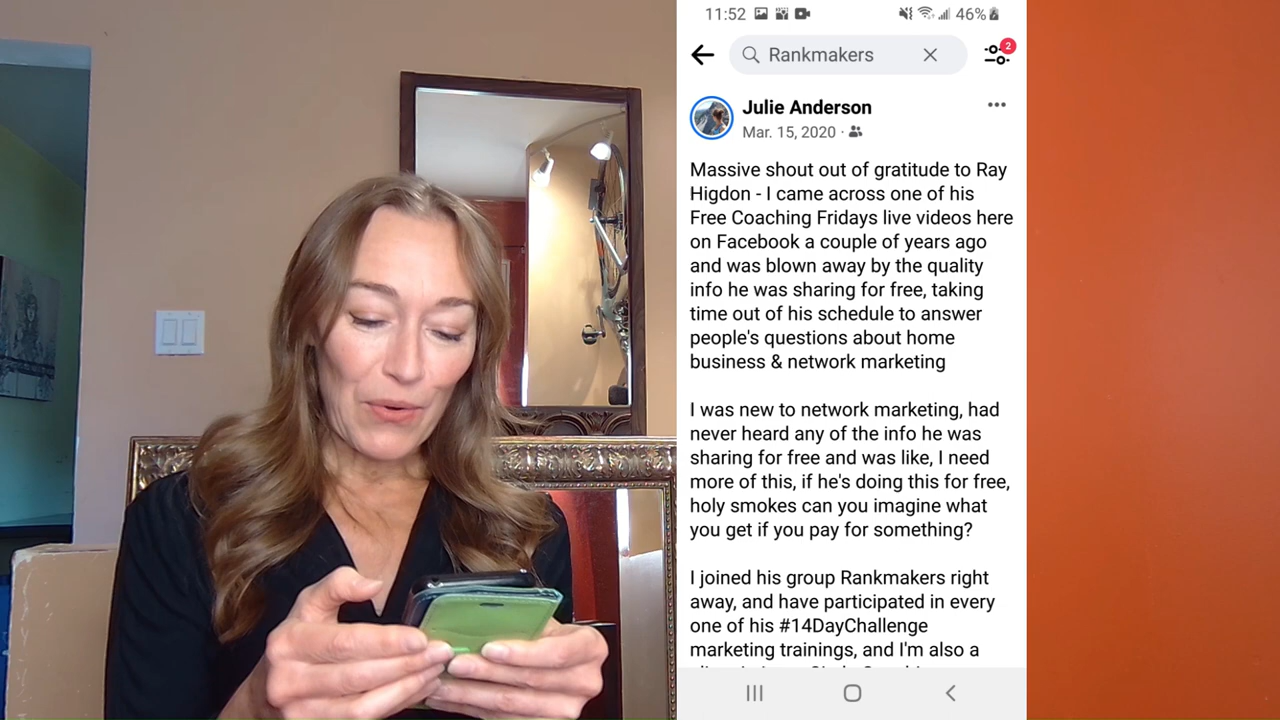 11:52
46%
Rankmakers
2
Julie Anderson
Mar. 15, 2020 ·
Massive shout out of gratitude to Ray
Higdon - I came across one of his
Free Coaching Fridays live videos here
on Facebook a couple of years ago
and was blown away by the quality
info he was sharing for free, taking
time out of his schedule to answer
people's questions about home
business & network marketing
I was new to network marketing, had
never heard any of the info he was
sharing for free and was like, I need
more of this, if he's doing this for free,
holy smokes can you imagine what
you get if you pay for something?
I joined his group Rankmakers right
away, and have participated in every
one of his #14DayChallenge
marketing trainings, and I'm also a